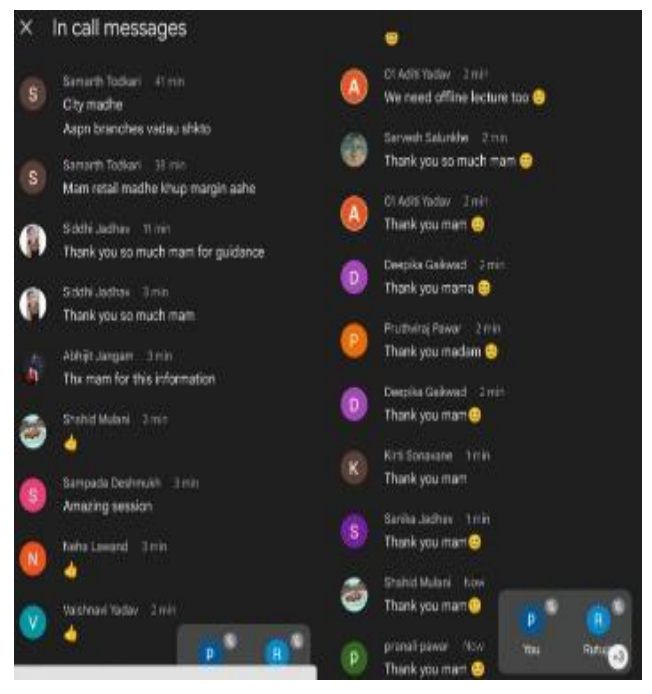 In call messages
Samarth Todkari 41 min
City madhe
Aapn branches vadau shkto
Samarth Todkari 38 min
Mam retail madhe khup margin aahe
Siddhi Jadhav 11 min
Thank you so much mam for guidance
Siddhi Jadhav 3 min
Thank you so much mam
Abhijit Jangam 3 min
Thx mam for this information
Shahid Mulani 3 min
👍
Sampada Deshmukh 3 min
Amazing session
Neha Lawand 3 min
👍
Vaishnavi Yadav 2 min
👍
P
R
😊
01 Aditi Yadav 2 min
We need offline lecture too 😊
Sarvesh Salunkhe 2 min
Thank you so much mam 😊
01 Aditi Yadav 2 min
Thank you mam 😊
Deepika Gaikwad 2 min
Thank you mama 😊
Pruthviraj Pawar 2 min
Thank you madam 😊
Deepika Gaikwad 2 min
Thank you mam 😊
Kirti Sonavane 1 min
Thank you mam
Sanika Jadhav 1 min
Thank you mam 😊
Shahid Mulani Now
Thank you mam 😊
pranali pawar Now
Thank you mam 😊
P
R
You
+3